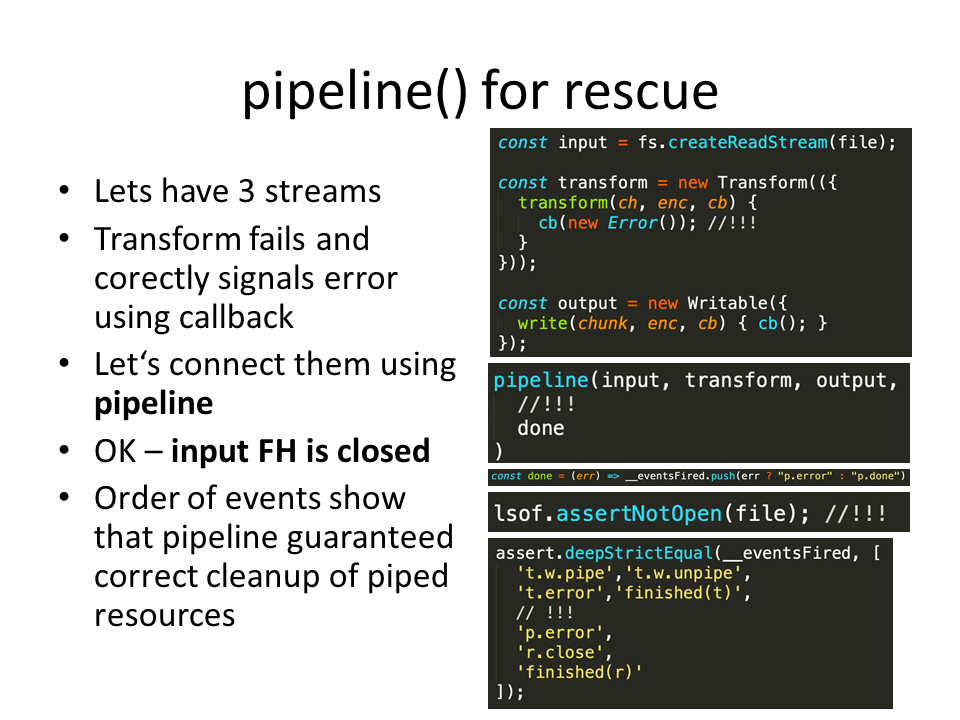 pipeline() for rescue
• Lets have 3 streams
• Transform fails and
corectly signals error
using callback
• Let‘s connect them using
pipeline
• OK – input FH is closed
• Order of events show
that pipeline guaranteed
correct cleanup of piped
resources
const input = fs.createReadStream(file);
const transform = new Transform(({
transform(ch, enc, cb) {
cb(new Error()); //!!!
}
}));
const output = new Writable({
write(chunk, enc, cb) { cb(); }
});
pipeline(input, transform, output,
//!!!
done
)
const done = (err) => __eventsFired.push(err ? "p.error" : "p.done")
lsof.assertNotOpen(file); //!!!
assert.deepStrictEqual(__eventsFired, [
't.w.pipe','t.w.unpipe',
't.error','finished(t)',
// !!!
'p.error',
'r.close',
'finished(r)'
]);